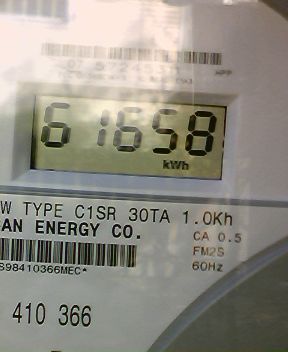 61658
kWh
W TYPE C1SR 30TA 1.0Kh
AN ENERGY CO.
CA 0.5
FM2S
60Hz
S98410366MEC*
410 366